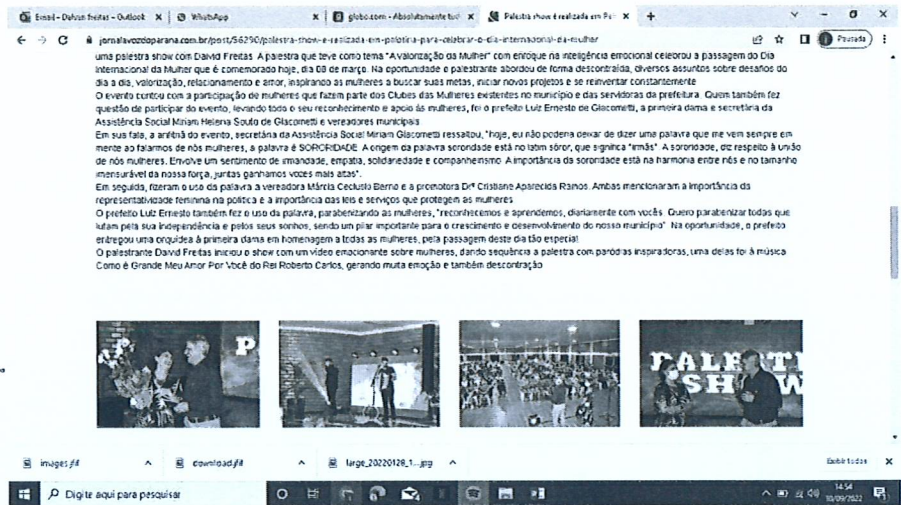 Email - Daivan freitas - Outlook
WhatsApp
globo.com - Absolutamente tud
Palestra show é realizada em Pe
jornalavozdoparana.com.br/post/56290/palestra-show-e-realizada-em-palotina-para-celebrar-o-dia-internacional-da-mulher
Pausada
uma palestra show com Daivid Freitas. A palestra que teve como tema "A valorização da Mulher" com enfoque na inteligência emocional celebrou a passagem do Dia
Internacional da Mulher que é comemorado hoje, dia 08 de março. Na oportunidade o palestrante abordou de forma descontraída, diversos assuntos sobre desafios do
dia a dia, valorização, relacionamento e amor, inspirando as mulheres a buscar suas metas, iniciar novos projetos e se reinventar constantemente
O evento contou com a participação de mulheres que fazem parte dos Clubes das Mulheres existentes no município e das servidoras da prefeitura. Quem também fez
questão de participar do evento, levando todo o seu reconhecimento e apoio às mulheres, foi o prefeito Luiz Ernesto de Giacometti, a primeira dama e secretária da
Assistência Social Miriam Helena Souto de Giacometti e vereadores municipais
Em sua fala, a anfitriã do evento, secretária da Assistência Social Miriam Giacometti ressaltou, "hoje, eu não poderia deixar de dizer uma palavra que me vem sempre em
mente ao falarmos de nós mulheres, a palavra é SORORIDADE. A origem da palavra sororidade está no latim sóror, que significa "irmãs". A sororidade, diz respeito à união
de nós mulheres. Envolve um sentimento de irmandade, empatia, solidariedade e companheirismo. A importância da sororidade está na harmonia entre nós e no tamanho
imensurável da nossa força, juntas ganhamos vozes mais altas".
Em seguida, fizeram o uso da palavra a vereadora Márcia Berno e a promotora Drª Cristiane Aparecida Ramos. Ambas mencionaram a importância da
representatividade feminina na política e a importância das leis e serviços que protegem as mulheres
O prefeito Luiz Ernesto também fez o uso da palavra, parabenizando as mulheres, "reconhecemos e aprendemos, diariamente com vocês. Quero parabenizar todas que
lutam pela sua independência e pelos seus sonhos, sendo um pilar importante para o crescimento e desenvolvimento do nosso município". Na oportunidade, o prefeito
entregou uma orquídea à primeira dama em homenagem a todas as mulheres, pela passagem deste dia tão especial
O palestrante Daivid Freitas iniciou o show com um vídeo emocionante sobre mulheres, dando sequência a palestra com paródias inspiradoras, uma delas foi à música
Como é Grande Meu Amor Por Você do Rei Roberto Carlos, gerando muita emoção e também descontração
P
PALESTR
SHOW
images.jfif
download.jfif
large_20220128_1....jpg
Exibir todas
Digite aqui para pesquisar
14:54
10/09/2022